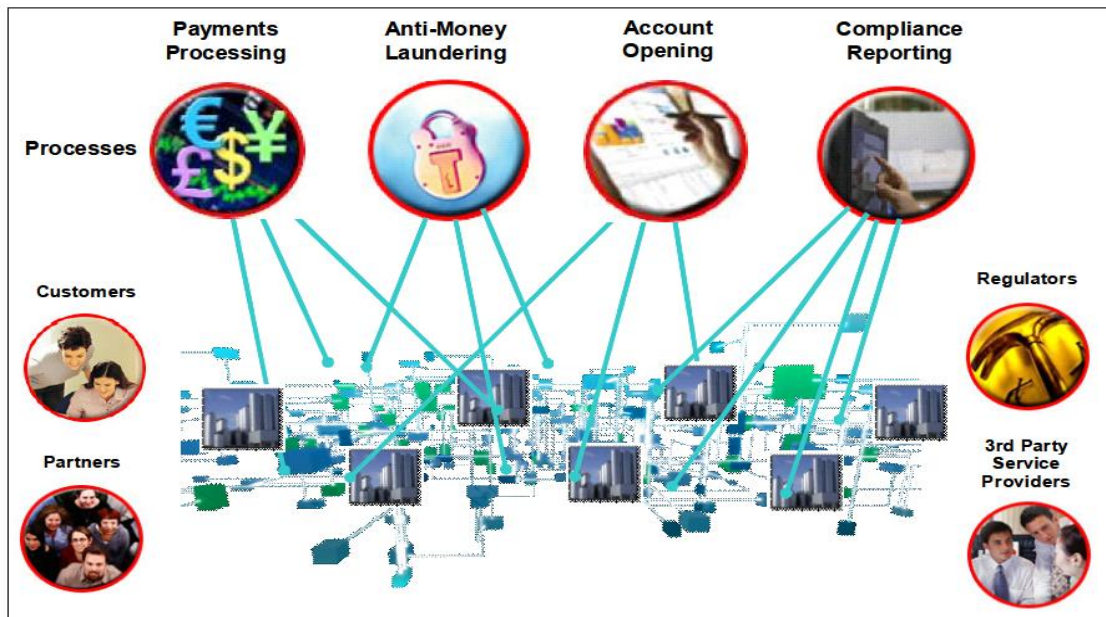 Payments
Processing
Anti-Money
Laundering
Account
Opening
Compliance
Reporting
Processes
Customers
Regulators
Partners
3rd Party
Service
Providers